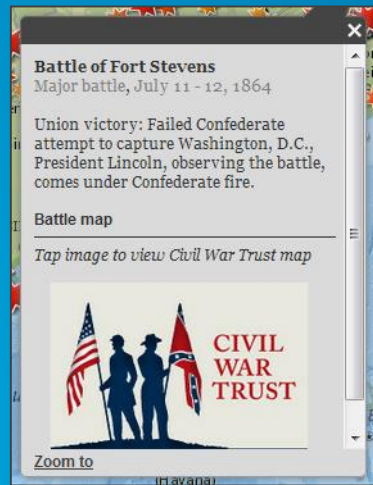 Battle of Fort Stevens
Major battle, July 11 - 12, 1864
Union victory: Failed Confederate
attempt to capture Washington, D.C.,
President Lincoln, observing the battle,
comes under Confederate fire.
Battle map
Tap image to view Civil War Trust map
CIVIL
WAR
TRUST
Zoom to
(Havana)